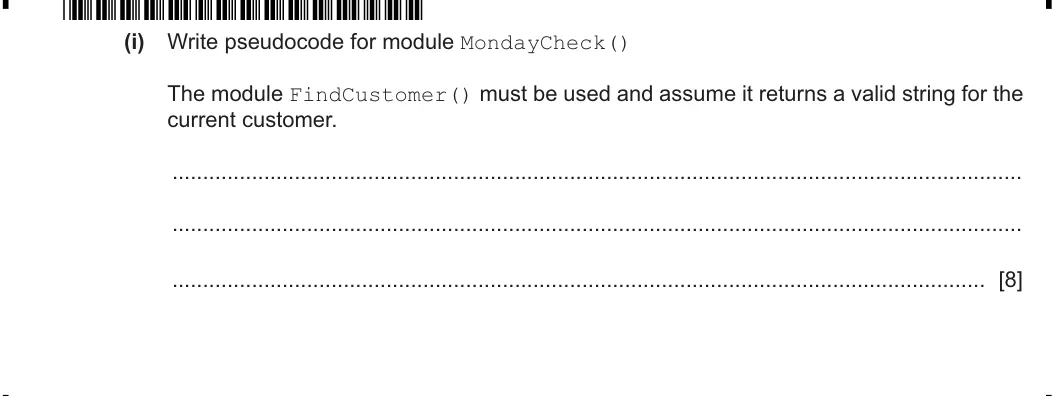 (i) Write pseudocode for module MondayCheck()
The module FindCustomer() must be used and assume it returns a valid string for the
current customer.
[8]